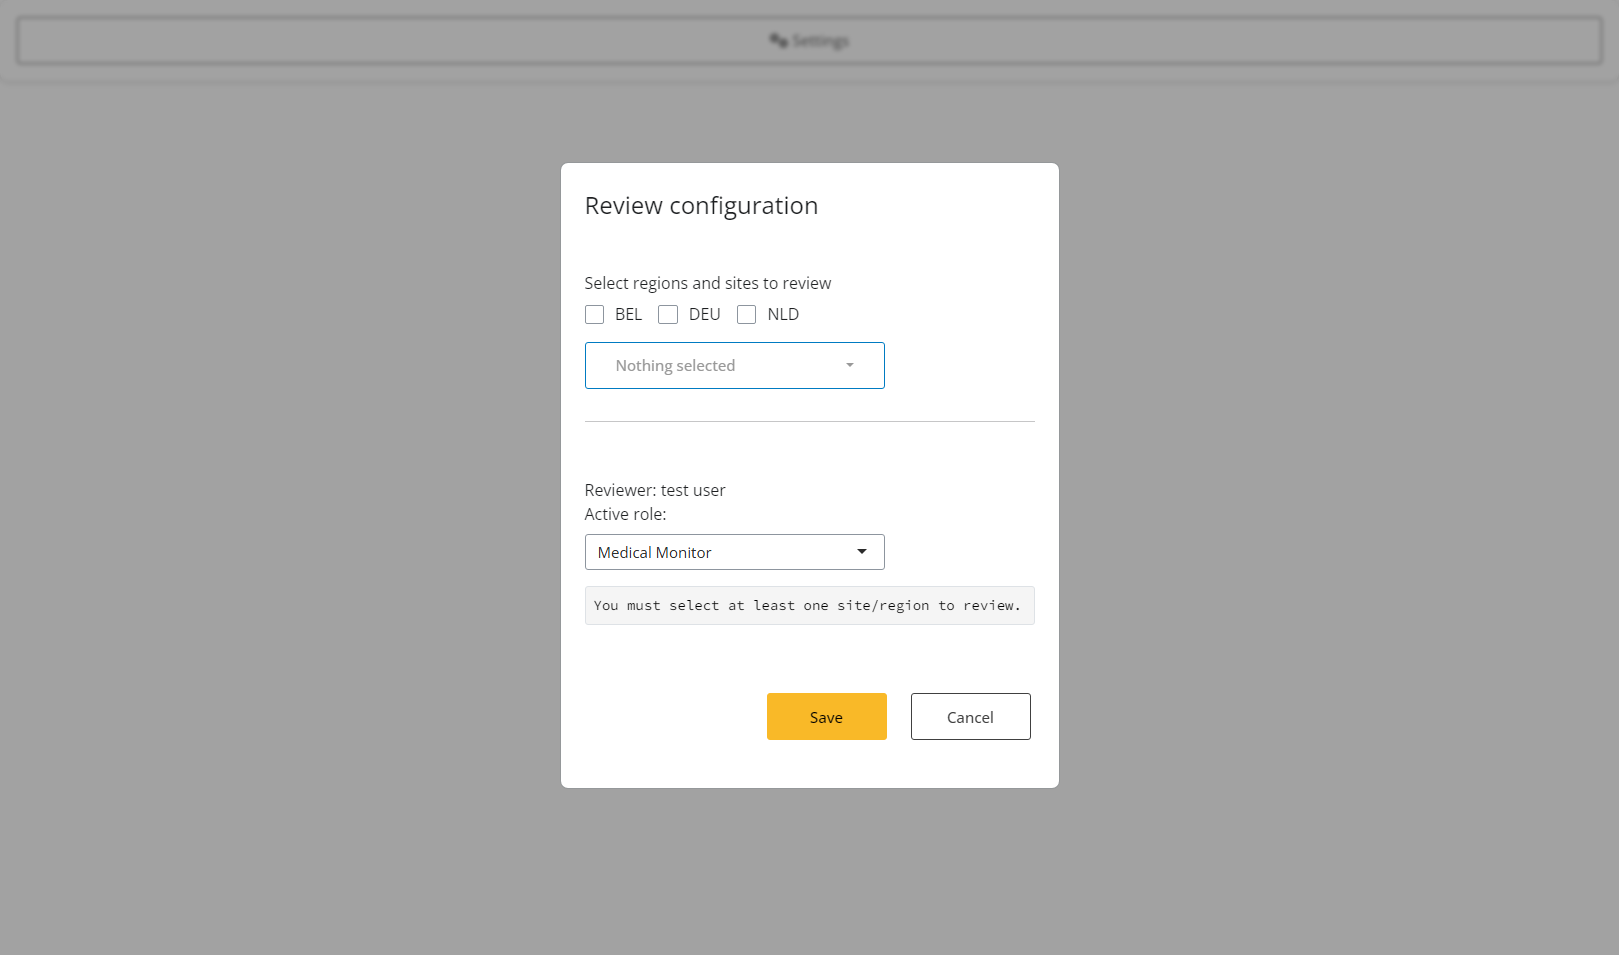 Settings
Review configuration
Select regions and sites to review
BEL DEU NLD
Nothing selected
Reviewer: test user
Active role:
Medical Monitor
You must select at least one site/region to review.
Save Cancel